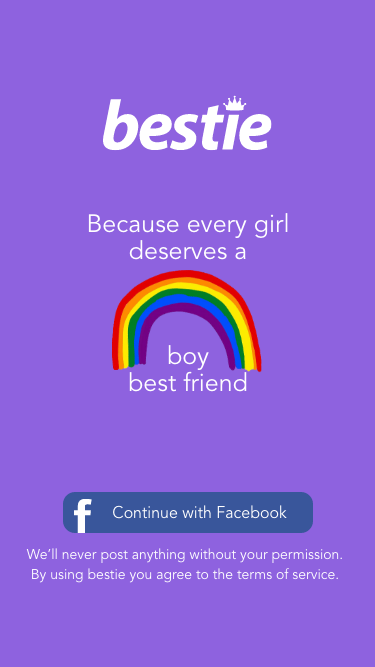 bestie
Because every girl
deserves a
boy
best friend
f Continue with Facebook
We'll never post anything without your permission.
By using bestie you agree to the terms of service.